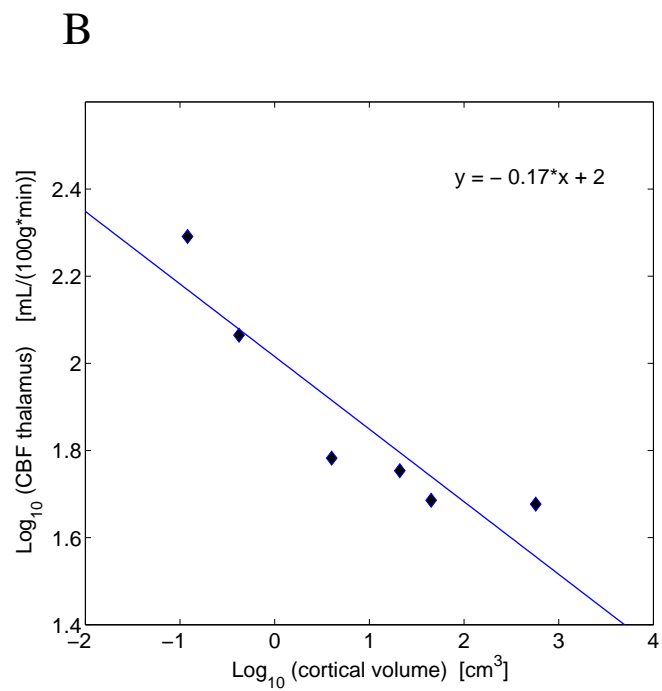 B
y = − 0.17*x + 2
Log10 (CBF thalamus) [mL/(100g*min)]
2.4
2.2
2
1.8
1.6
1.4
−2 −1 0 1 2 3 4
Log10 (cortical volume) [cm3]